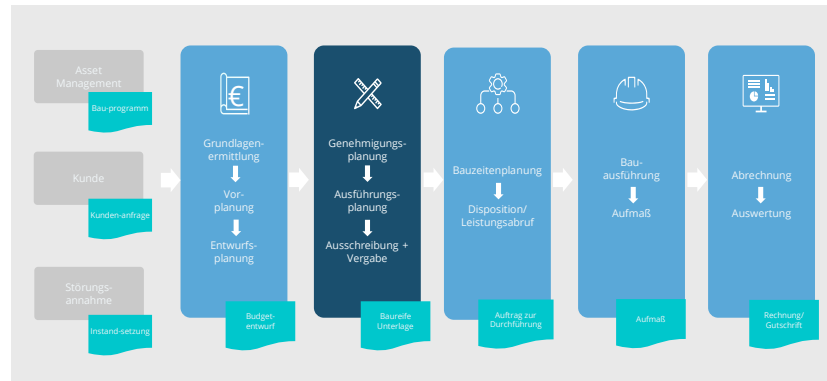 Asset
Management
Bau-programm
Kunde
Kunden-anfrage
Störungs-
annahme
Instand-setzung
€
Grundlagen-
ermittlung
Vor-
planung
Entwurfs-
planung
Budget-
entwurf
Genehmigungs-
planung
Ausführungs-
planung
Ausschreibung +
Vergabe
Baureife
Unterlage
Bauzeitenplanung
Disposition/
Leistungsabruf
Auftrag zur
Durchführung
Bau-
ausführung
Aufmaß
Aufmaß
Abrechnung
Auswertung
Rechnung/
Gutschrift